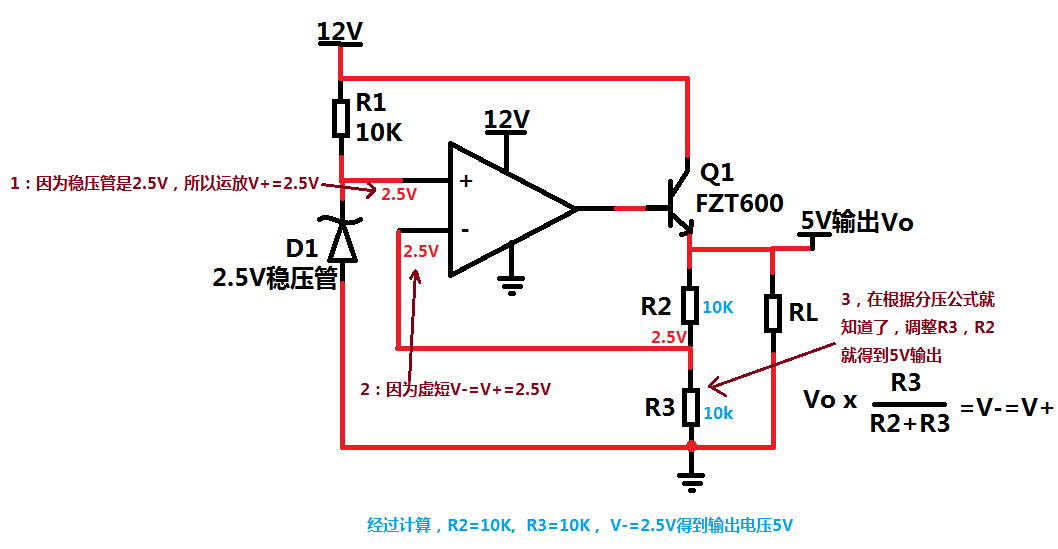 12V
R1
10K
12V
Q1
FZT600
1：因为稳压管是2.5V，所以运放V+=2.5V
+
2.5V
5V输出Vo
-
2.5V
D1
2.5V稳压管
R2
10K
RL
3，在根据分压公式就
知道了，调整R3，R2
就得到5V输出
2.5V
2：因为虚短V-=V+=2.5V
R3
10k
Vo x
R3
R2+R3
=V-=V+
经过计算，R2=10K, R3=10K，V-=2.5V得到输出电压5V